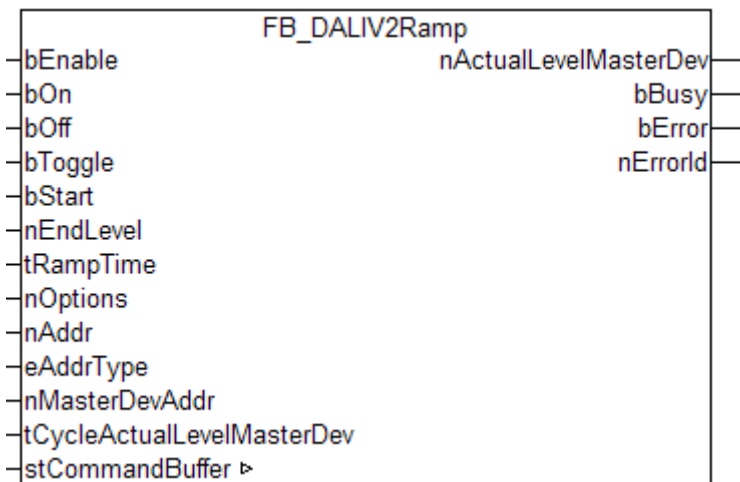 FB_DALIV2Ramp
bEnable nActualLevelMasterDev
bOn bBusy
bOff bError
bToggle nErrorId
bStart
nEndLevel
tRampTime
nOptions
nAddr
eAddrType
nMasterDevAddr
tCycleActualLevelMasterDev
stCommandBuffer ▹